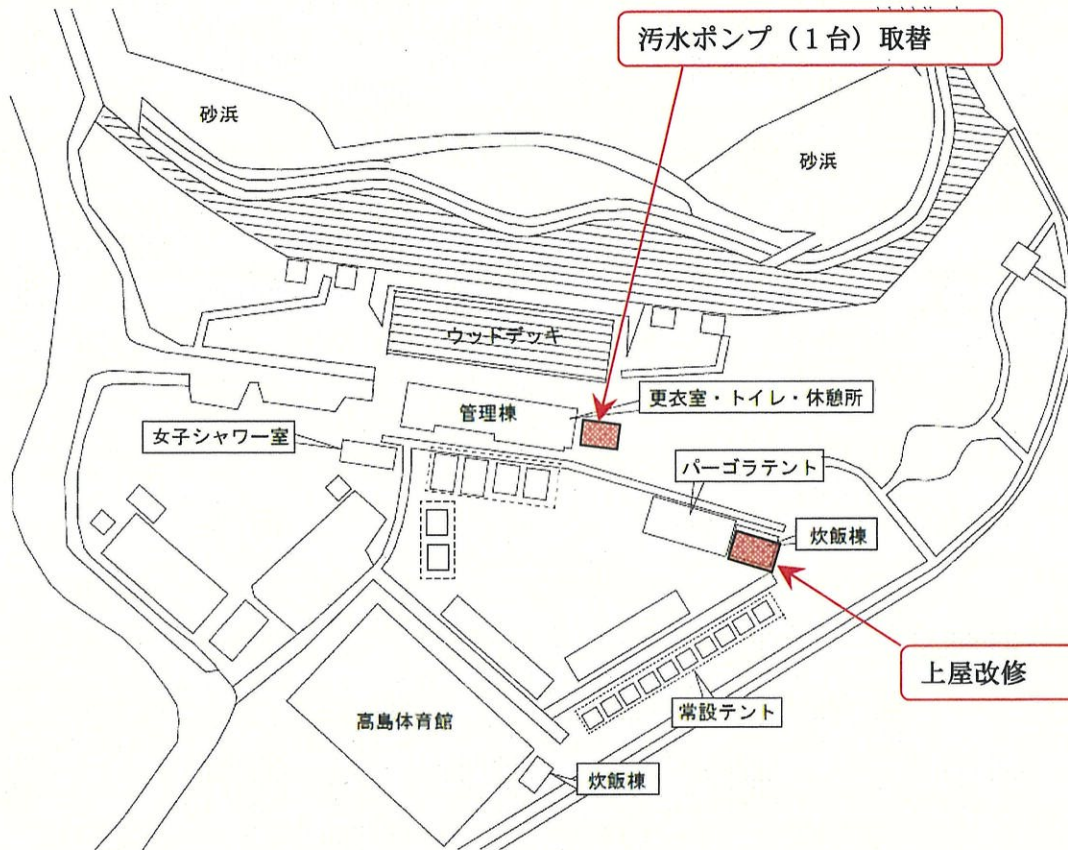 汚水ポンプ（１台）取替
砂浜
砂浜
ウッドデッキ
更衣室・トイレ・休憩所
管理棟
女子シャワー室
パーゴラテント
炊飯棟
上屋改修
常設テント
高島体育館
炊飯棟